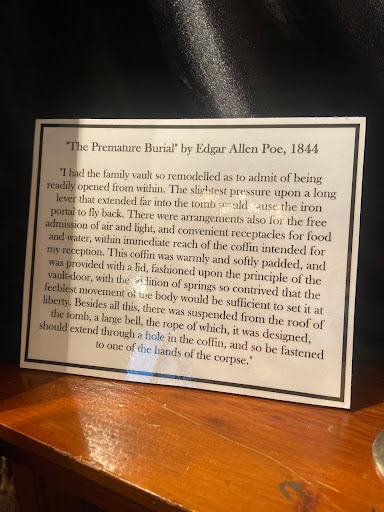 "The Premature Burial" by Edgar Allen Poe, 1844
"I had the family vault so remodelled as to admit of being
readily opened from within. The slightest pressure upon a long
lever that extended far into the tomb would cause the iron
portal to fly back. There were arrangements also for the free
admission of air and light, and convenient receptacles for food
and water, within immediate reach of the coffin intended for
my reception. This coffin was warmly and softly padded, and
was provided with a lid, fashioned upon the principle of the
vault-door, with the addition of springs so contrived that the
feeblest movement of the body would be sufficient to set it at
liberty. Besides all this, there was suspended from the roof of
the tomb, a large bell, the rope of which, it was designed,
should extend through a hole in the coffin, and so be fastened
to one of the hands of the corpse."